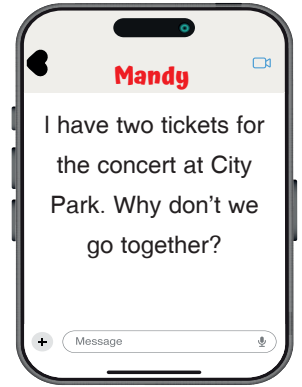 Mandy
I have two tickets for
the concert at City
Park. Why don’t we
go together?
Message